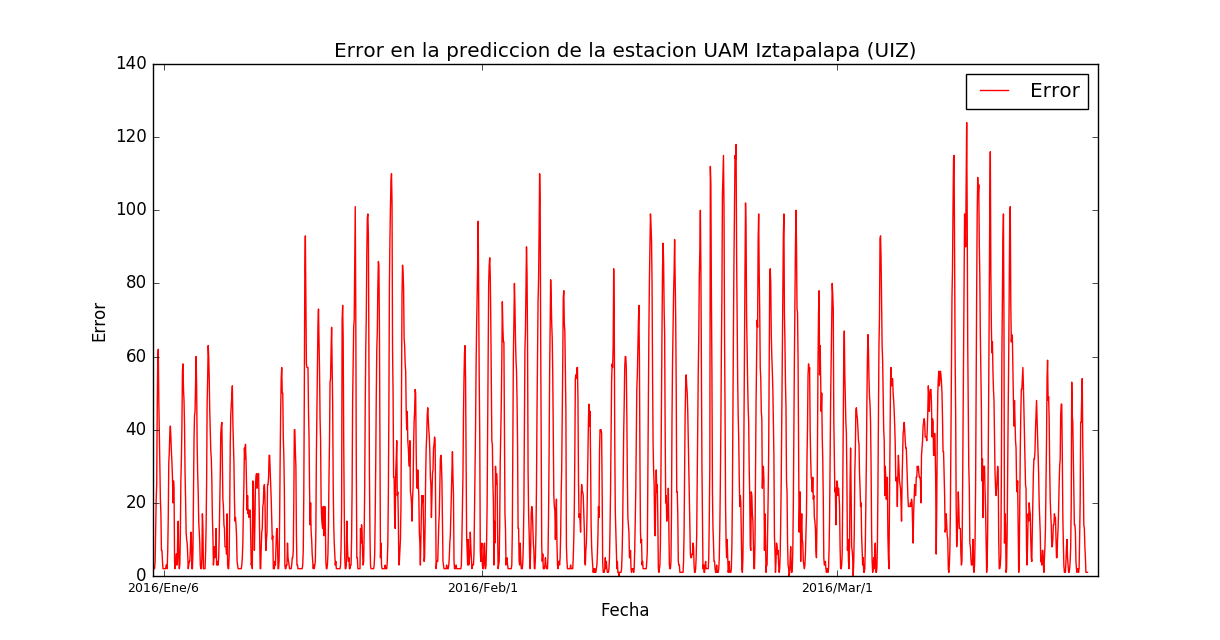 Error en la prediccion de la estacion UAM Iztapalapa (UIZ)
140
120
100
80
60
40
20
0
Error
Error
2016/Ene/6
2016/Feb/1
2016/Mar/1
Fecha